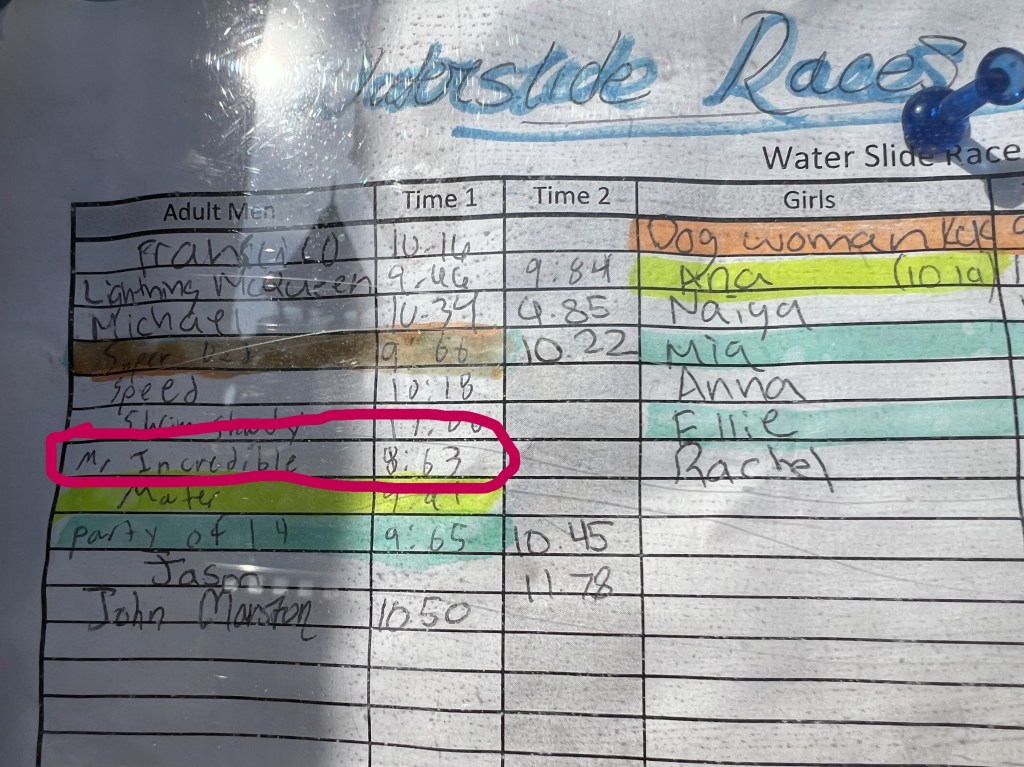 Waterslide Races
Water Slide Race
Adult Men Time 1 Time 2 Girls
Franscico 10.16 Dog woman
Lightning McQueen 9.46 9.84 Ana (10.19)
Michael 10.39 9.85 Naiya
Super 9 66 10.22 Mia
Speed 10:18 Anna
Ellie
Mr Incredible 8:63 Rachel
Mater
party of 14 9:65 10.45
Jason 11.78
John Marston 10.50